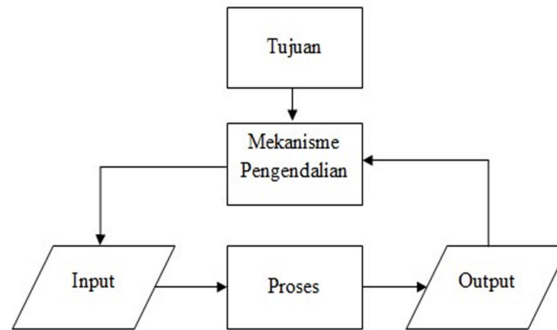 Tujuan
Mekanisme
Pengendalian
Input
Proses
Output